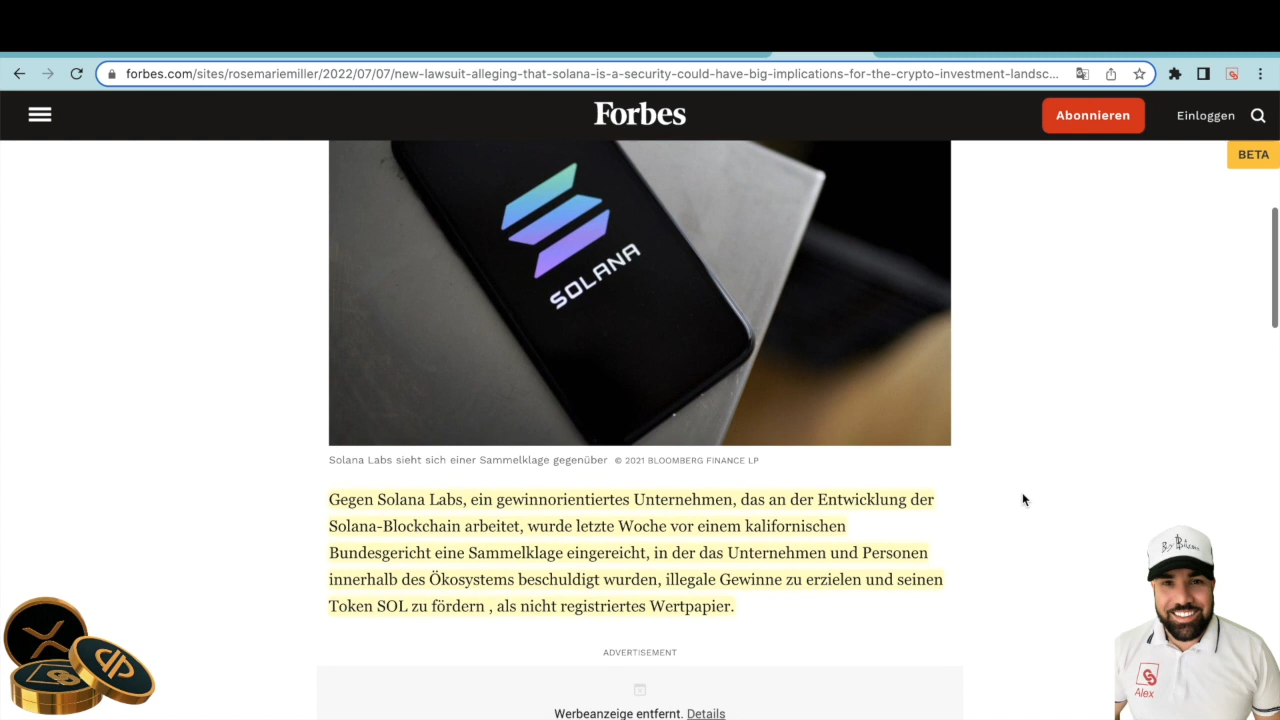 forbes.com/sites/rosemariemiller/2022/07/07/new-lawsuit-alleging-that-solana-is-a-security-could-have-big-implications-for-the-crypto-investment-landsc...
Forbes
Abonnieren
Einloggen
BETA
SOLANA
Solana Labs sieht sich einer Sammelklage gegenüber © 2021 BLOOMBERG FINANCE LP
Gegen Solana Labs, ein gewinnorientiertes Unternehmen, das an der Entwicklung der
Solana-Blockchain arbeitet, wurde letzte Woche vor einem kalifornischen
Bundesgericht eine Sammelklage eingereicht, in der das Unternehmen und Personen
innerhalb des Ökosystems beschuldigt wurden, illegale Gewinne zu erzielen und seinen
Token SOL zu fördern , als nicht registriertes Wertpapier.
ADVERTISEMENT
Werbeanzeige entfernt. Details
Alex